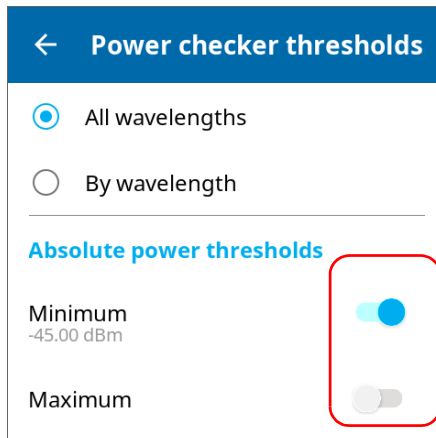 Power checker thresholds
All wavelengths
By wavelength
Absolute power thresholds
Minimum
-45.00 dBm
Maximum